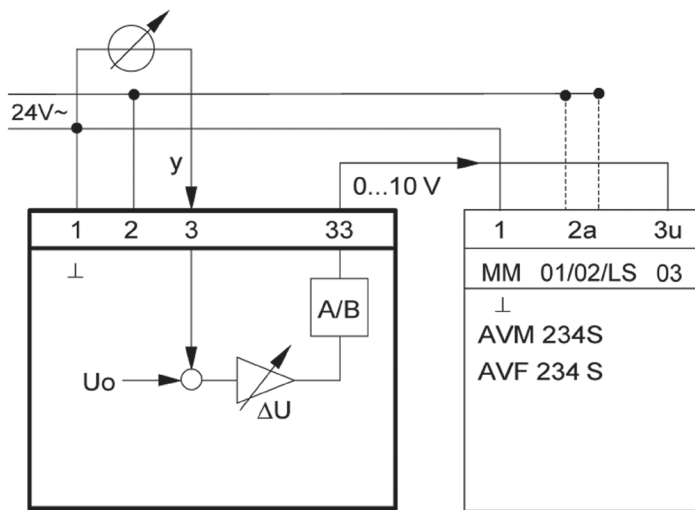 24V~
y
0...10 V
1 2 3 33
1 2a 3u
⊥
MM 01/02/LS 03
A/B
⊥
AVM 234S
AVF 234 S
Uo
ΔU